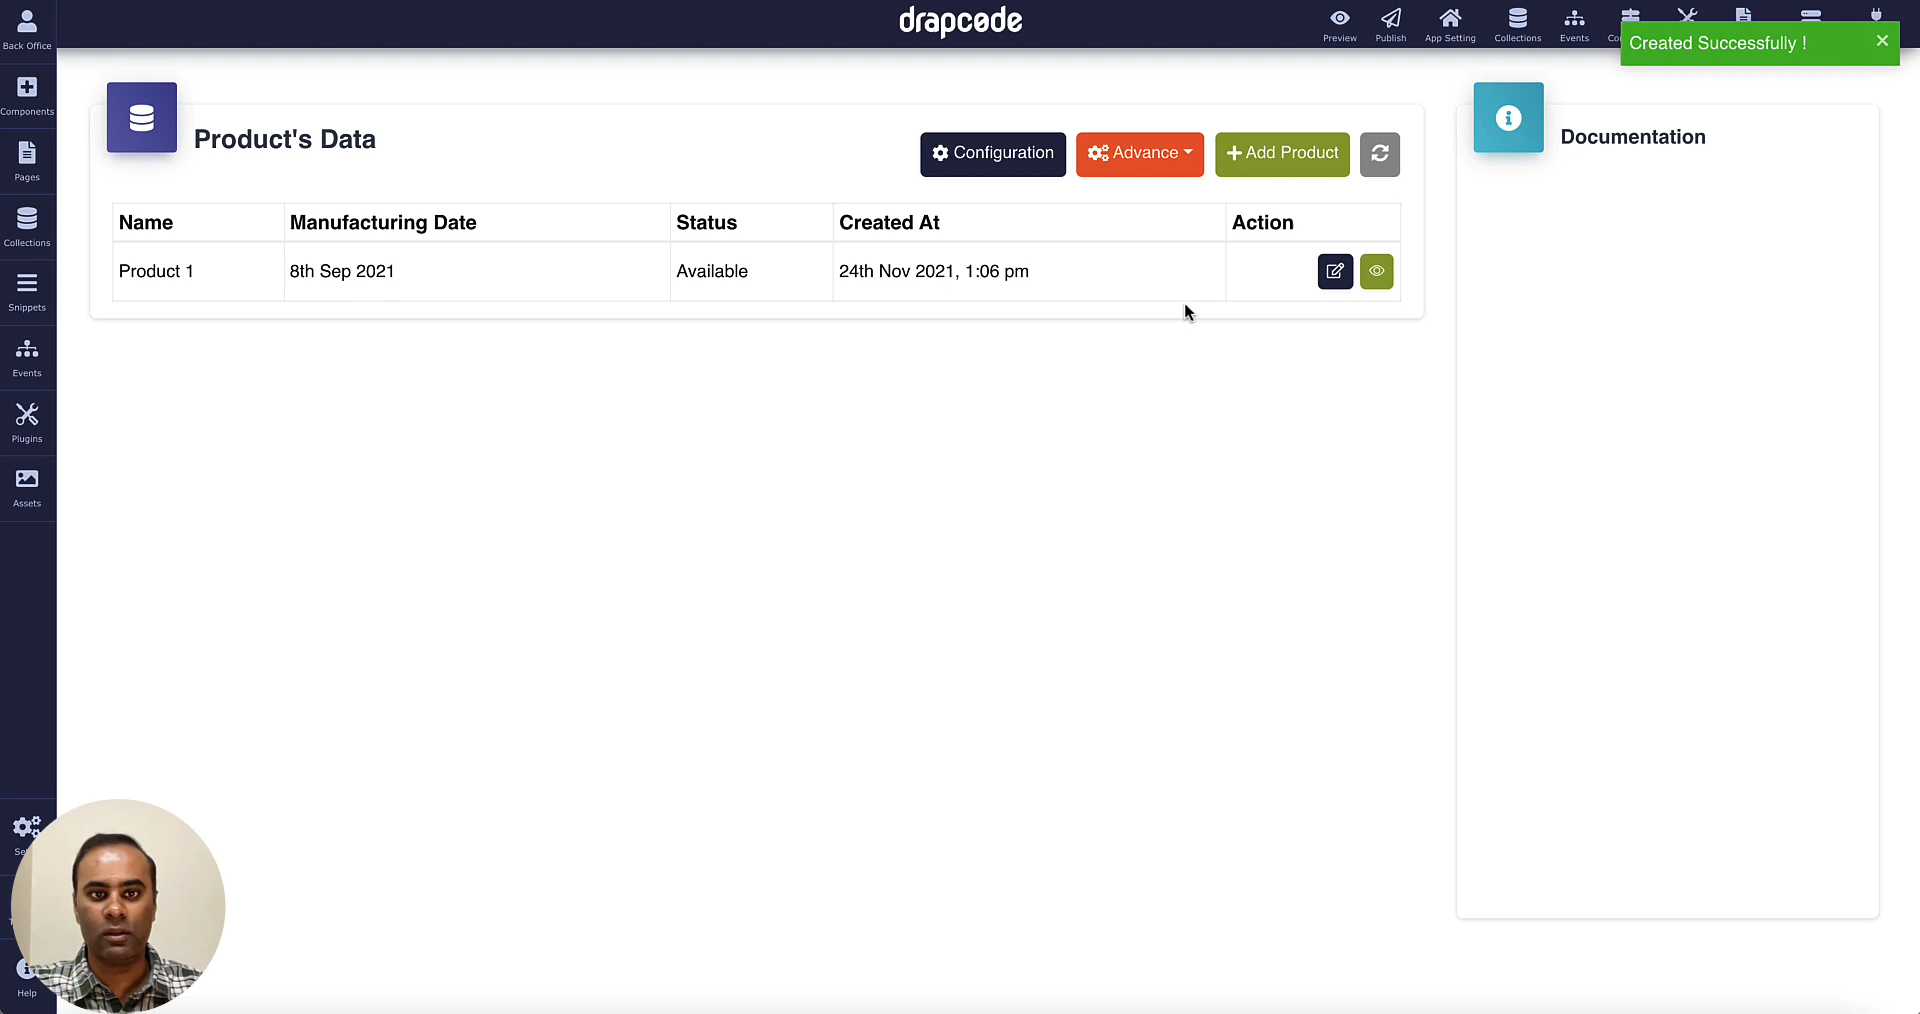 drapcode
Back Office
Components
Pages
Collections
Snippets
Events
Plugins
Assets
Help
Preview
Publish
App Setting
Collections
Events
Created Successfully !
Product's Data
Configuration
Advance
Add Product
Name Manufacturing Date Status Created At Action
Product 1 8th Sep 2021 Available 24th Nov 2021, 1:06 pm
Documentation